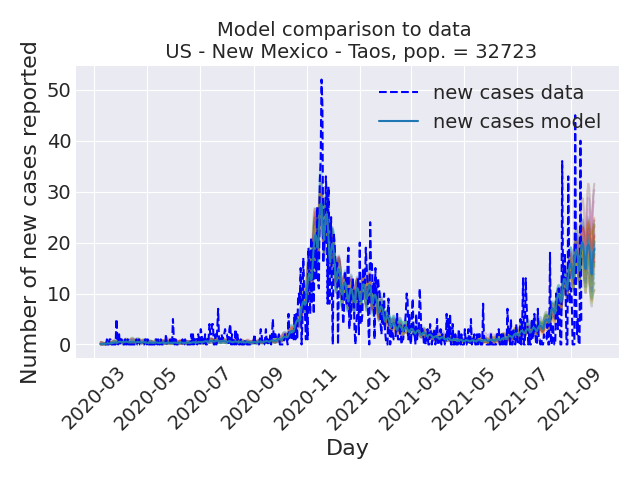 Model comparison to data
US - New Mexico - Taos, pop. = 32723
Number of new cases reported
50
40
30
20
10
0
new cases data
new cases model
2020-03
2020-05
2020-07
2020-09
2020-11
2021-01
2021-03
2021-05
2021-07
2021-09
Day